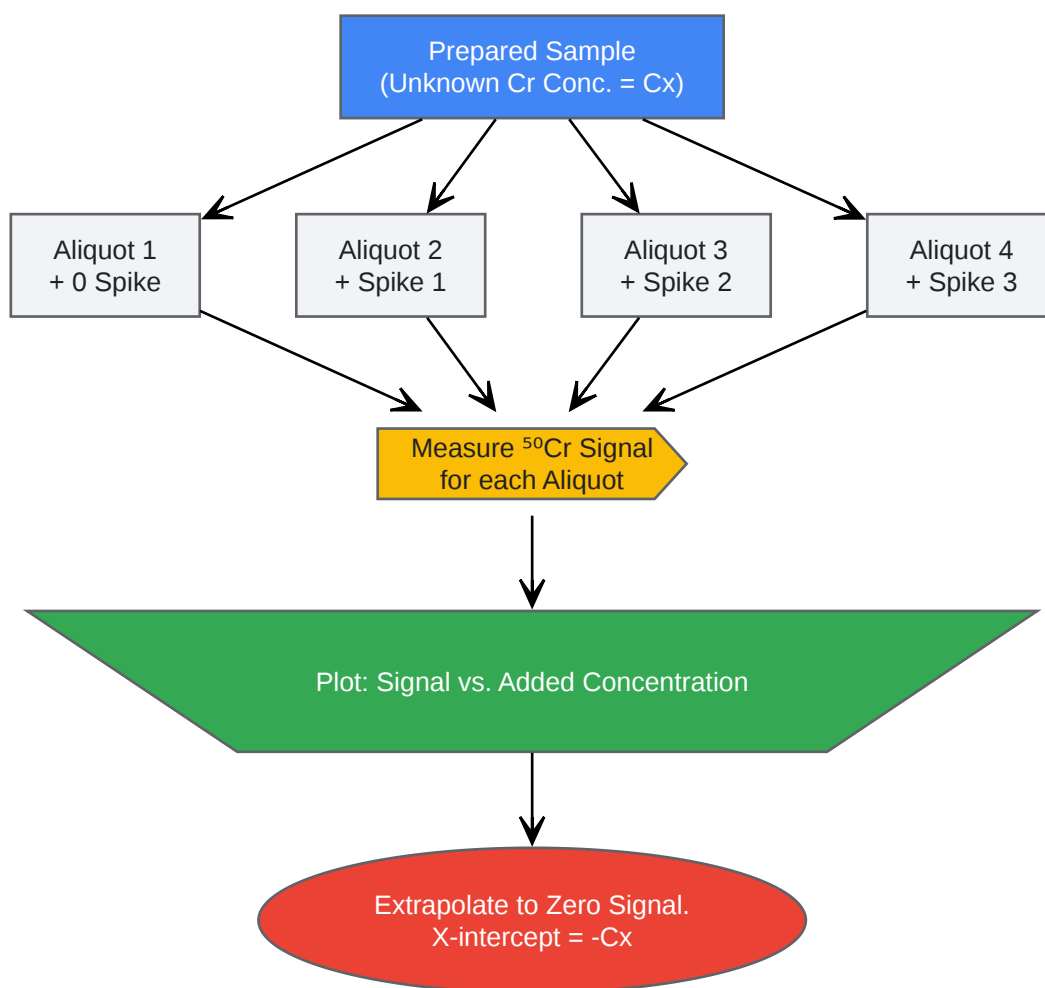 Prepared Sample
(Unknown Cr Conc. = Cx)
Aliquot 1
+ 0 Spike
Aliquot 2
+ Spike 1
Aliquot 3
+ Spike 2
Aliquot 4
+ Spike 3
Measure ⁵⁰Cr Signal
for each Aliquot
Plot: Signal vs. Added Concentration
Extrapolate to Zero Signal.
X-intercept = -Cx